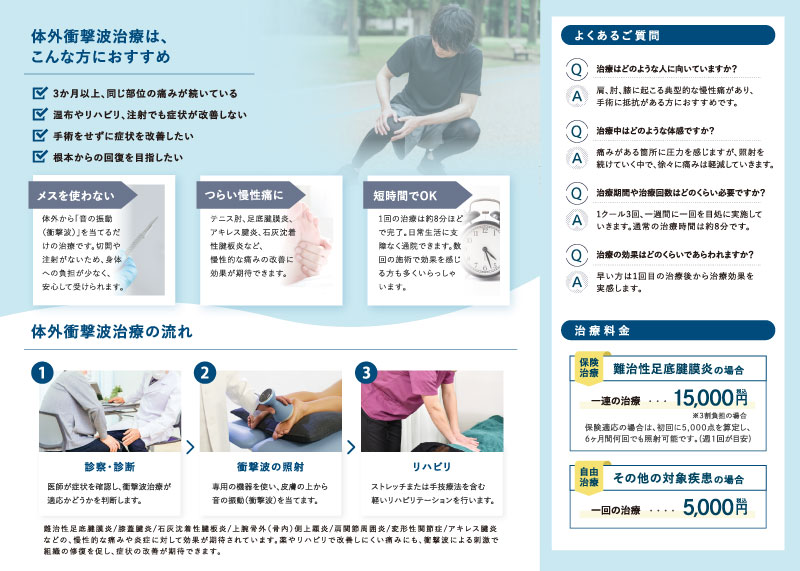 体外衝撃波治療は、
こんな方におすすめ
3か月以上、同じ部位の痛みが続いている
湿布やリハビリ、注射でも症状が改善しない
手術をせずに症状を改善したい
根本からの回復を目指したい
メスを使わない
体外から「音の振動
（衝撃波）」を当てるだ
けの治療です。切開や
注射がないため、身体
への負担が少なく、
安心して受けられます。
つらい慢性痛に
テニス肘、足底腱膜炎、
アキレス腱炎、石灰沈着
性腱板炎など、
慢性的な痛みの改善に
効果が期待できます。
短時間でOK
1回の治療は約8分ほど
で完了。日常生活に支
障なく通院できます。数
回の施術で効果を感じ
る方も多くいらっしゃ
います。
体外衝撃波治療の流れ
1
診察・診断
医師が症状を確認し、衝撃波治療が
適応かどうかを判断します。
2
衝撃波の照射
専用の機器を使い、皮膚の上から
音の振動（衝撃波）を当てます。
3
リハビリ
ストレッチまたは手技療法を含む
軽いリハビリテーションを行います。
難治性足底腱膜炎/膝蓋腱炎/石灰沈着性腱板炎/上腕骨外（骨内）側上顆炎/肩関節周囲炎/変形性関節症/アキレス腱炎
などの、慢性的な痛みや炎症に対して効果が期待されています。薬やリハビリで改善しにくい痛みにも、衝撃波による刺激で
組織の修復を促し、症状の改善が期待できます。
よくあるご質問
Q 治療はどのような人に向いていますか？
A 肩、肘、膝に起こる典型的な慢性痛があり、
手術に抵抗がある方におすすめです。
Q 治療中はどのような体感ですか？
A 痛みがある箇所に圧力を感じますが、照射を
続けていく中で、徐々に痛みは軽減していきます。
Q 治療期間や治療回数はどのくらい必要ですか？
A 1クール3回、一週間に一回を目処に実施して
いきます。通常の治療時間は約8分です。
Q 治療の効果はどのくらいであらわれますか？
A 早い方は1回目の治療後から治療効果を
実感します。
治療料金
保険
治療
難治性足底腱膜炎の場合
一連の治療 ・・・・ 15,000円 税込
※3割負担の場合
保険適応の場合は、初回に5,000点を算定し、
6ヶ月間何回でも照射可能です。（週1回が目安）
自由
治療
その他の対象疾患の場合
一回の治療 ・・・・ 5,000円 税込